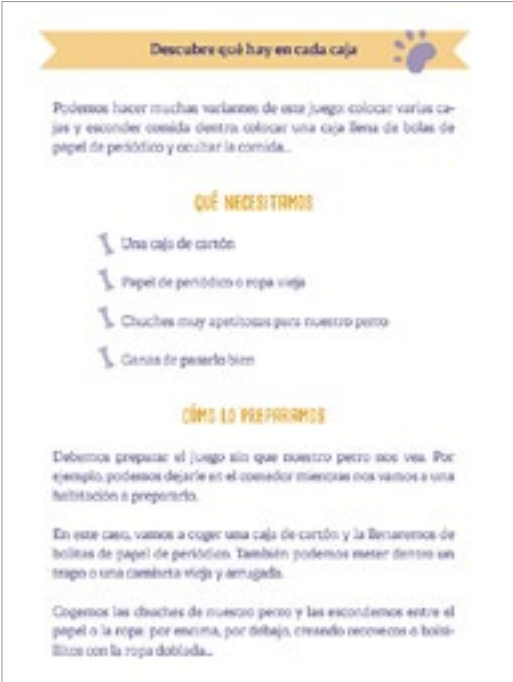 Descubre qué hay en cada caja
Podemos hacer muchas variantes de este juego: colocar varias ca-
jas y esconder comida dentro; colocar una caja llena de bolas de
papel de periódico y ocultar la comida...
QUÉ NECESITAMOS
Una caja de cartón
Papel de periódico o ropa vieja
Chuches muy apetitosas para nuestro perro
Ganas de pasarlo bien
CÓMO LO PREPARAMOS
Debemos preparar el juego sin que nuestro perro nos vea. Por
ejemplo, podemos dejarle en el comedor mientras nos vamos a una
habitación a prepararlo.
En este caso, vamos a coger una caja de cartón y la llenaremos de
bolitas de papel de periódico. También podemos meter dentro un
trapo o una camiseta vieja y arrugada.
Cogemos las chuches de nuestro perro y las escondemos entre el
papel o la ropa: por encima, por debajo, creando recovecos o bolsi-
llitos con la ropa doblada...